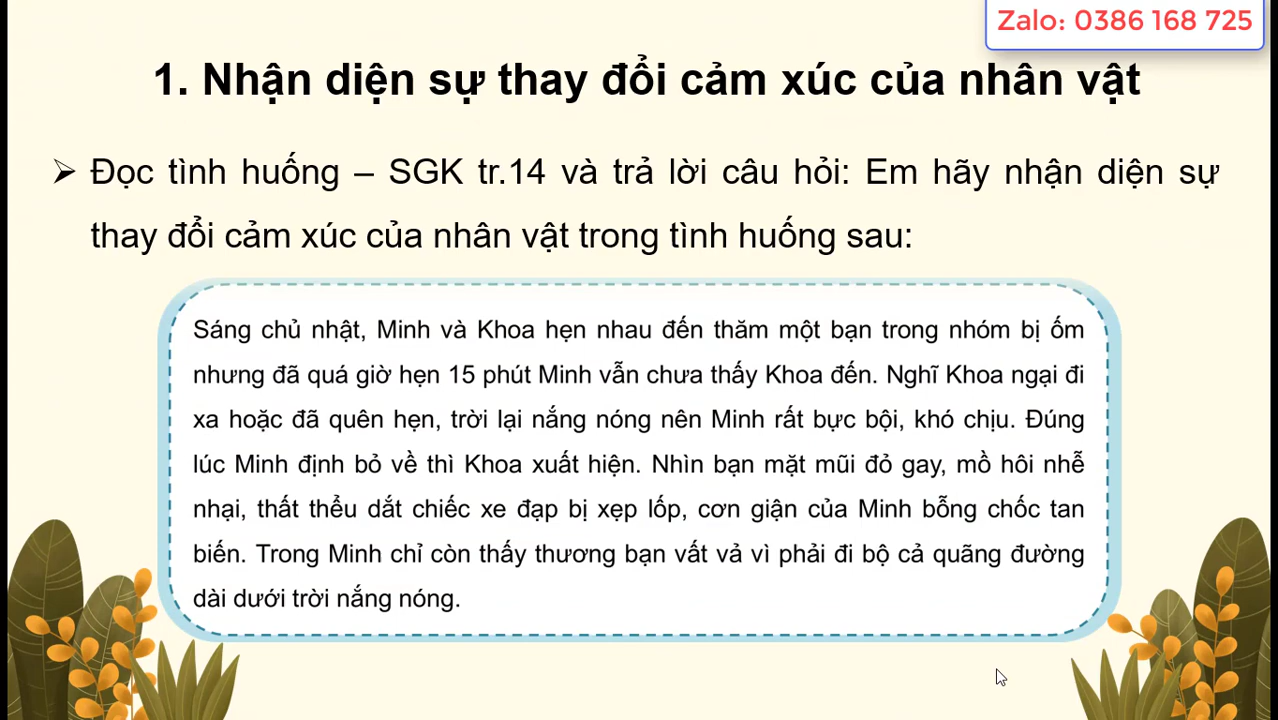 Zalo: 0386 168 725
1. Nhận diện sự thay đổi cảm xúc của nhân vật
➢ Đọc tình huống – SGK tr.14 và trả lời câu hỏi: Em hãy nhận diện sự
thay đổi cảm xúc của nhân vật trong tình huống sau:
Sáng chủ nhật, Minh và Khoa hẹn nhau đến thăm một bạn trong nhóm bị ốm
nhưng đã quá giờ hẹn 15 phút Minh vẫn chưa thấy Khoa đến. Nghĩ Khoa ngại đi
xa hoặc đã quên hẹn, trời lại nắng nóng nên Minh rất bực bội, khó chịu. Đúng
lúc Minh định bỏ về thì Khoa xuất hiện. Nhìn bạn mặt mũi đỏ gay, mồ hôi nhễ
nhại, thất thểu dắt chiếc xe đạp bị xẹp lốp, cơn giận của Minh bỗng chốc tan
biến. Trong Minh chỉ còn thấy thương bạn vất vả vì phải đi bộ cả quãng đường
dài dưới trời nắng nóng.